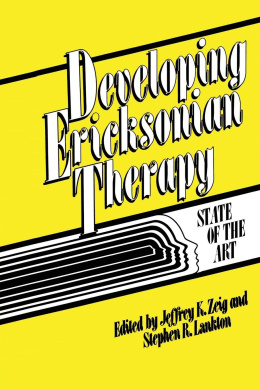 Developing
Ericksonian
Therapy
STATE
OF THE
ART
Edited by Jeffrey K. Zeig and
Stephen R. Lankton